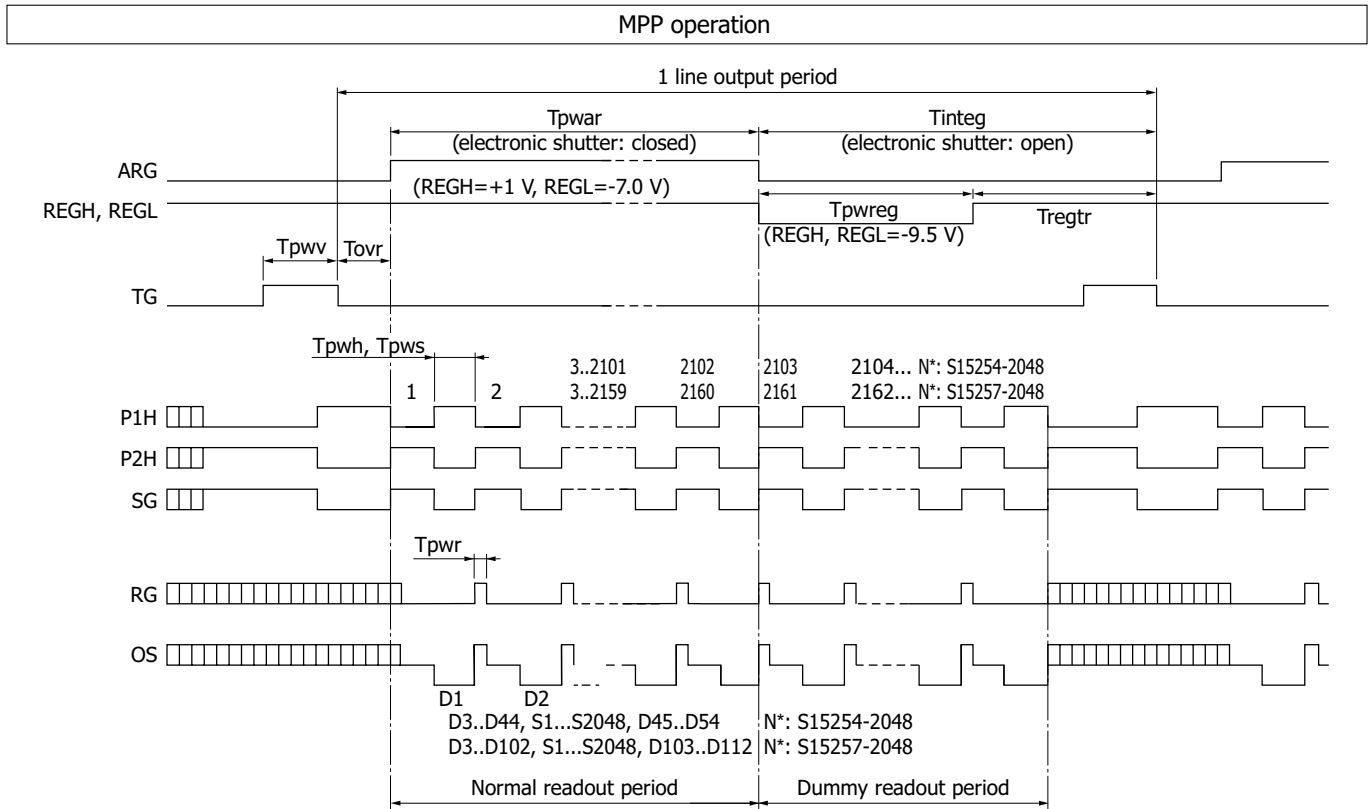 MPP operation
1 line output period
Tpwar
Tinteg
(electronic shutter: closed)
(electronic shutter: open)
ARG
(REGH=+1 V, REGL=-7.0 V)
REGH, REGL
Tpwreg
Tregtr
(REGH, REGL=-9.5 V)
Tpwv
Tovr
TG
Tpwh, Tpws
3..2101
2102
2103
2104... N*: S15254-2048
1
2
3..2159
2160
2161
2162... N*: S15257-2048
P1H
P2H
SG
Tpwr
RG
OS
D1
D2
D3..D44, S1...S2048, D45..D54
N*: S15254-2048
D3..D102, S1...S2048, D103..D112
N*: S15257-2048
Normal readout period
Dummy readout period